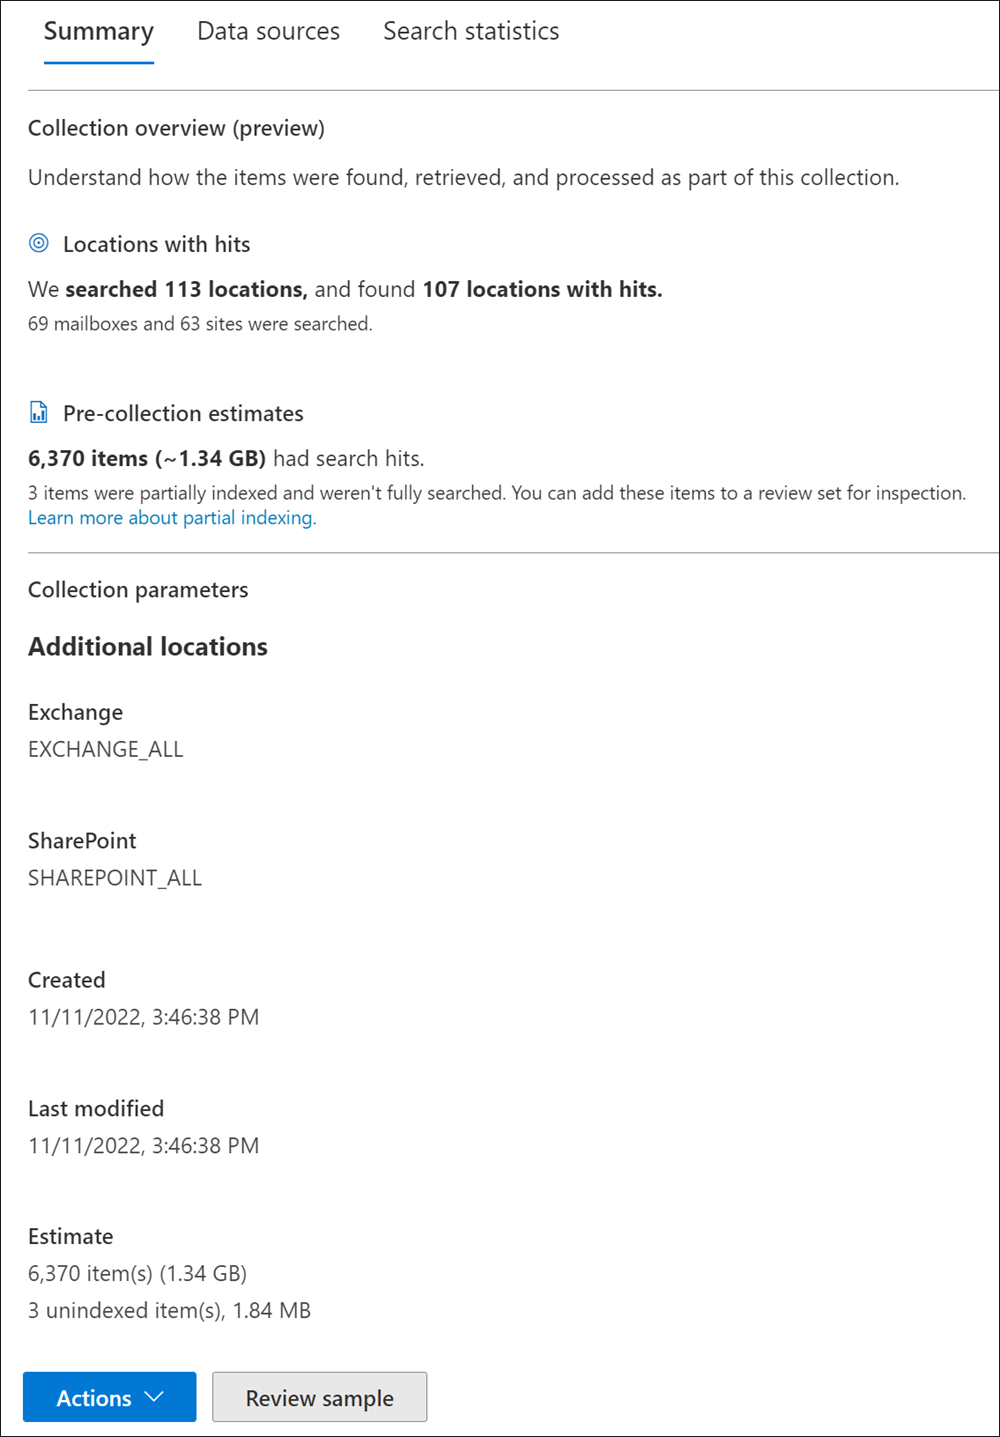 Summary Data sources Search statistics
Collection overview (preview)
Understand how the items were found, retrieved, and processed as part of this collection.
Locations with hits
We searched 113 locations, and found 107 locations with hits.
69 mailboxes and 63 sites were searched.
Pre-collection estimates
6,370 items (~1.34 GB) had search hits.
3 items were partially indexed and weren't fully searched. You can add these items to a review set for inspection.
Learn more about partial indexing.
Collection parameters
Additional locations
Exchange
EXCHANGE_ALL
SharePoint
SHAREPOINT_ALL
Created
11/11/2022, 3:46:38 PM
Last modified
11/11/2022, 3:46:38 PM
Estimate
6,370 item(s) (1.34 GB)
3 unindexed item(s), 1.84 MB
Actions Review sample